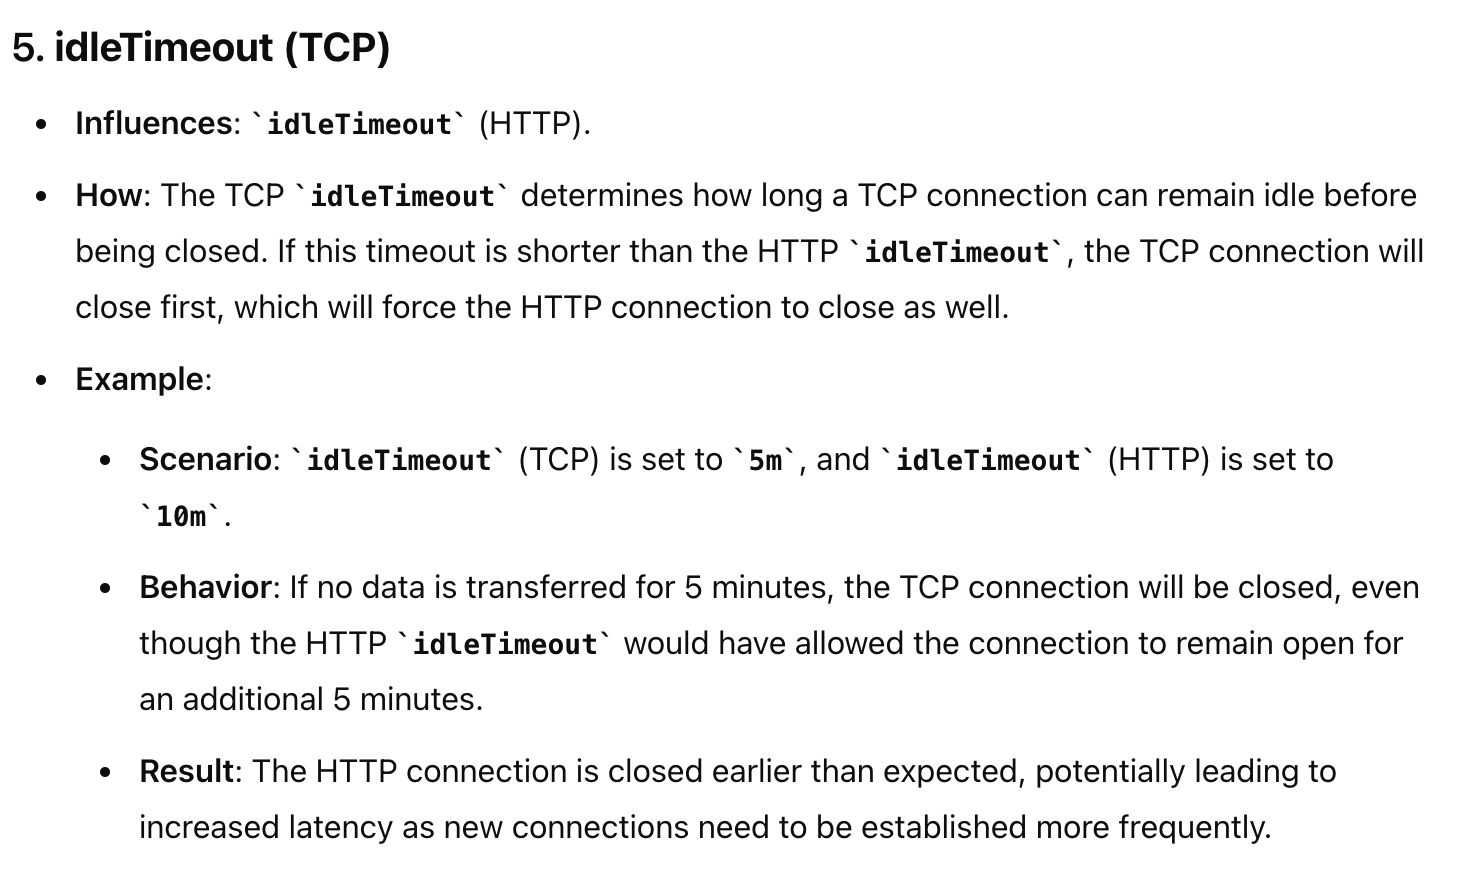 5. idleTimeout (TCP)
• Influences: `idleTimeout` (HTTP).
• How: The TCP `idleTimeout` determines how long a TCP connection can remain idle before
being closed. If this timeout is shorter than the HTTP `idleTimeout`, the TCP connection will
close first, which will force the HTTP connection to close as well.
• Example:
• Scenario: `idleTimeout` (TCP) is set to `5m`, and `idleTimeout` (HTTP) is set to
`10m`.
• Behavior: If no data is transferred for 5 minutes, the TCP connection will be closed, even
though the HTTP `idleTimeout` would have allowed the connection to remain open for
an additional 5 minutes.
• Result: The HTTP connection is closed earlier than expected, potentially leading to
increased latency as new connections need to be established more frequently.